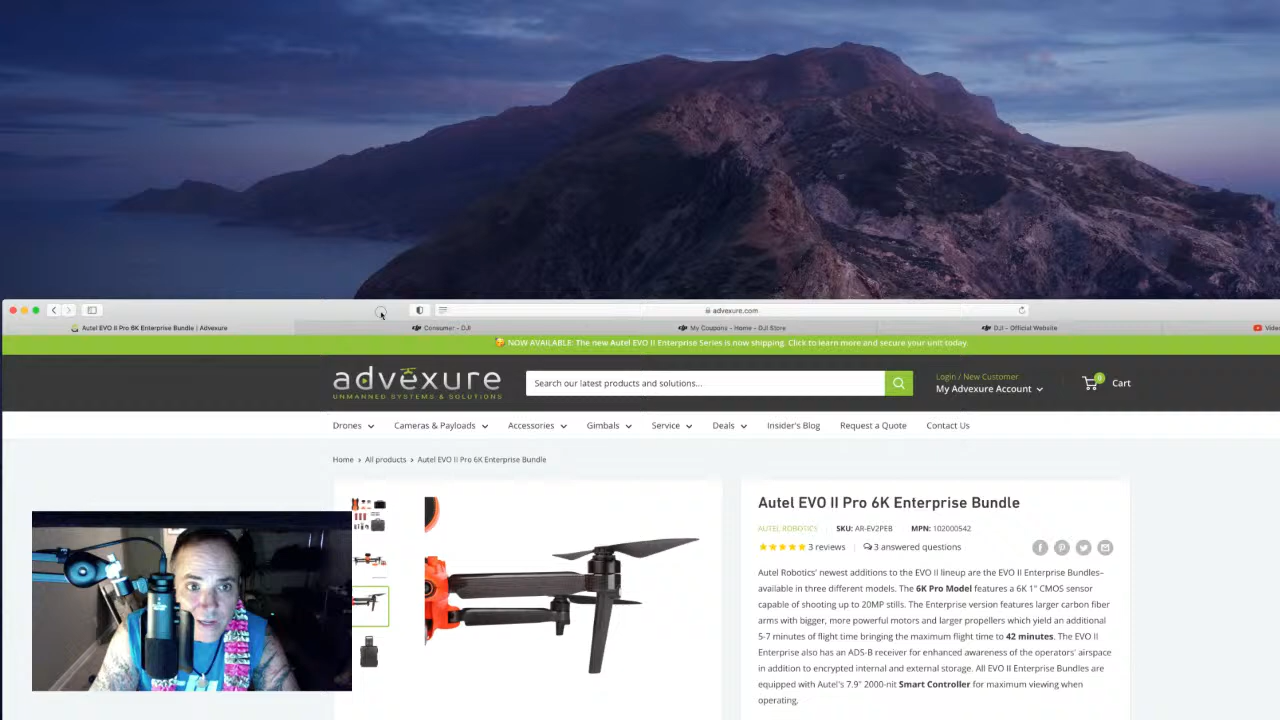 advexure.com
Autel EVO II Pro 6K Enterprise Bundle | Advexure
Consumer - DJI
My Coupons - Home - DJI Store
DJI - Official Website
NOW AVAILABLE: The new Autel EVO II Enterprise Series is now shipping. Click to learn more and secure your unit today.
advexure
UNMANNED SYSTEMS & SOLUTIONS
Search our latest products and solutions...
Login / New Customer
My Advexure Account
0
Cart
Drones Cameras & Payloads Accessories Gimbals Service Deals Insider's Blog Request a Quote Contact Us
Home › All products › Autel EVO II Pro 6K Enterprise Bundle
Autel EVO II Pro 6K Enterprise Bundle
AUTEL ROBOTICS SKU: AR-EV2PEB MPN: 102000542
3 reviews 3 answered questions
Autel Robotics' newest additions to the EVO II lineup are the EVO II Enterprise Bundles–
available in three different models. The 6K Pro Model features a 6K 1" CMOS sensor
capable of shooting up to 20MP stills. The Enterprise version features larger carbon fiber
arms with bigger, more powerful motors and larger propellers which yield an additional
5-7 minutes of flight time bringing the maximum flight time to 42 minutes. The EVO II
Enterprise also has an ADS-B receiver for enhanced awareness of the operators' airspace
in addition to encrypted internal and external storage. All EVO II Enterprise Bundles are
equipped with Autel's 7.9" 2000-nit Smart Controller for maximum viewing when
operating.